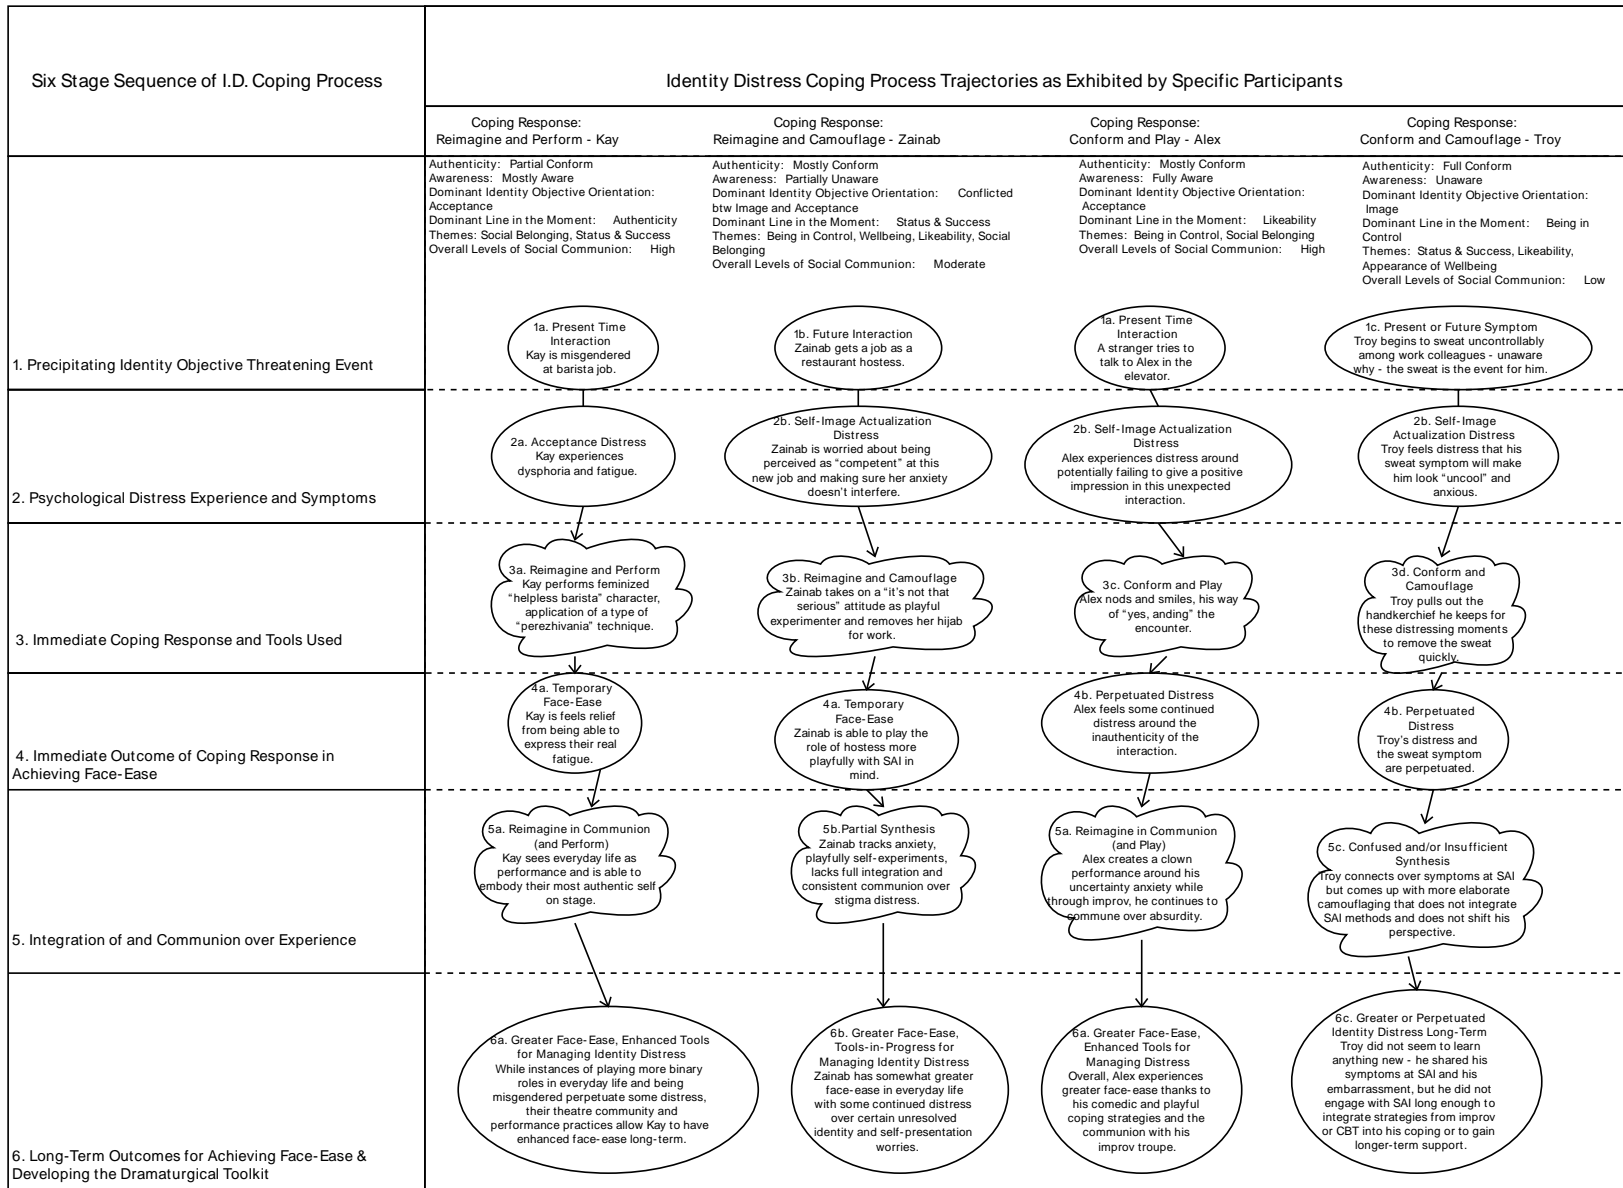 Six Stage Sequence of I.D. Coping Process
Identity Distress Coping Process Trajectories as Exhibited by Specific Participants
Coping Response:
Reimagine and Perform - Kay
Coping Response:
Reimagine and Camouflage - Zainab
Coping Response:
Conform and Play - Alex
Coping Response:
Conform and Camouflage - Troy
1. Precipitating Identity Objective Threatening Event
Authenticity: Partial Conform
Awareness: Mostly Aware
Dominant Identity Objective Orientation:
Acceptance
Dominant Line in the Moment: Authenticity
Themes: Social Belonging, Status & Success
Overall Levels of Social Communion: High
Authenticity: Mostly Conform
Awareness: Partially Unaware
Dominant Identity Objective Orientation: Conflicted
btw Image and Acceptance
Dominant Line in the Moment: Status & Success
Themes: Being in Control, Wellbeing, Likeability, Social
Belonging
Overall Levels of Social Communion: Moderate
Authenticity: Mostly Conform
Awareness: Fully Aware
Dominant Identity Objective Orientation:
Acceptance
Dominant Line in the Moment: Likeability
Themes: Being in Control, Social Belonging
Overall Levels of Social Communion: High
Authenticity: Full Conform
Awareness: Unaware
Dominant Identity Objective Orientation:
Image
Dominant Line in the Moment: Being in
Control
Themes: Status & Success, Likeability,
Appearance of Wellbeing
Overall Levels of Social Communion: Low
1a. Present Time
Interaction
Kay is misgendered
at barista job.
1b. Future Interaction
Zainab gets a job as a
restaurant hostess.
1a. Present Time
Interaction
A stranger tries to
talk to Alex in the
elevator.
1c. Present or Future Symptom
Troy begins to sweat uncontrollably
among work colleagues - unaware
why - the sweat is the event for him.
2. Psychological Distress Experience and Symptoms
2a. Acceptance Distress
Kay experiences
dysphoria and fatigue.
2b. Self-Image Actualization
Distress
Zainab is worried about being
perceived as “competent” at this
new job and making sure her anxiety
doesn’t interfere.
2b. Self-Image Actualization
Distress
Alex experiences distress around
potentially failing to give a positive
impression in this unexpected
interaction.
2b. Self-Image
Actualization Distress
Troy feels distress that his
sweat symptom will make
him look “uncool” and
anxious.
3. Immediate Coping Response and Tools Used
3a. Reimagine and Perform
Kay performs feminized
“helpless barista” character,
application of a type of
“perezhivania” technique.
3b. Reimagine and Camouflage
Zainab takes on a “it’s not that
serious” attitude as playful
experimenter and removes her hijab
for work.
3c. Conform and Play
Alex nods and smiles, his way
of “yes, anding” the
encounter.
3d. Conform and
Camouflage
Troy pulls out the
handkerchief he keeps for
these distressing moments
to remove the sweat
quickly.
4. Immediate Outcome of Coping Response in
Achieving Face-Ease
4a. Temporary
Face-Ease
Kay is feels relief
from being able to
express their real
fatigue.
4a. Temporary
Face-Ease
Zainab is able to play the
role of hostess more
playfully with SAI in
mind.
4b. Perpetuated Distress
Alex feels some continued
distress around the
inauthenticity of the
interaction.
4b. Perpetuated
Distress
Troy’s distress and
the sweat symptom
are perpetuated.
5. Integration of and Communion over Experience
5a. Reimagine in Communion
(and Perform)
Kay sees everyday life as
performance and is able to
embody their most authentic self
on stage.
5b.Partial Synthesis
Zainab tracks anxiety,
playfully self-experiments,
lacks full integration and
consistent communion over
stigma distress.
5a. Reimagine in Communion
(and Play)
Alex creates a clown
performance around his
uncertainty anxiety while
through improv, he continues to
commune over absurdity.
5c. Confused and/or Insufficient
Synthesis
Troy connects over symptoms at SAI
but comes up with more elaborate
camouflaging that does not integrate
SAI methods and does not shift his
perspective.
6. Long-Term Outcomes for Achieving Face-Ease &
Developing the Dramaturgical Toolkit
6a. Greater Face-Ease, Enhanced Tools
for Managing Identity Distress
While instances of playing more binary
roles in everyday life and being
misgendered perpetuate some distress,
their theatre community and
performance practices allow Kay to have
enhanced face-ease long-term.
6b. Greater Face-Ease,
Tools-in-Progress for
Managing Identity Distress
Zainab has somewhat greater
face-ease in everyday life
with some continued distress
over certain unresolved
identity and self-presentation
worries.
6a. Greater Face-Ease,
Enhanced Tools for
Managing Distress
Overall, Alex experiences
greater face-ease thanks to
his comedic and playful
coping strategies and the
communion with his
improv troupe.
6c. Greater or Perpetuated
Identity Distress Long-Term
Troy did not seem to learn
anything new - he shared his
symptoms at SAI and his
embarrassment, but he did not
engage with SAI long enough to
integrate strategies from improv
or CBT into his coping or to gain
longer-term support.